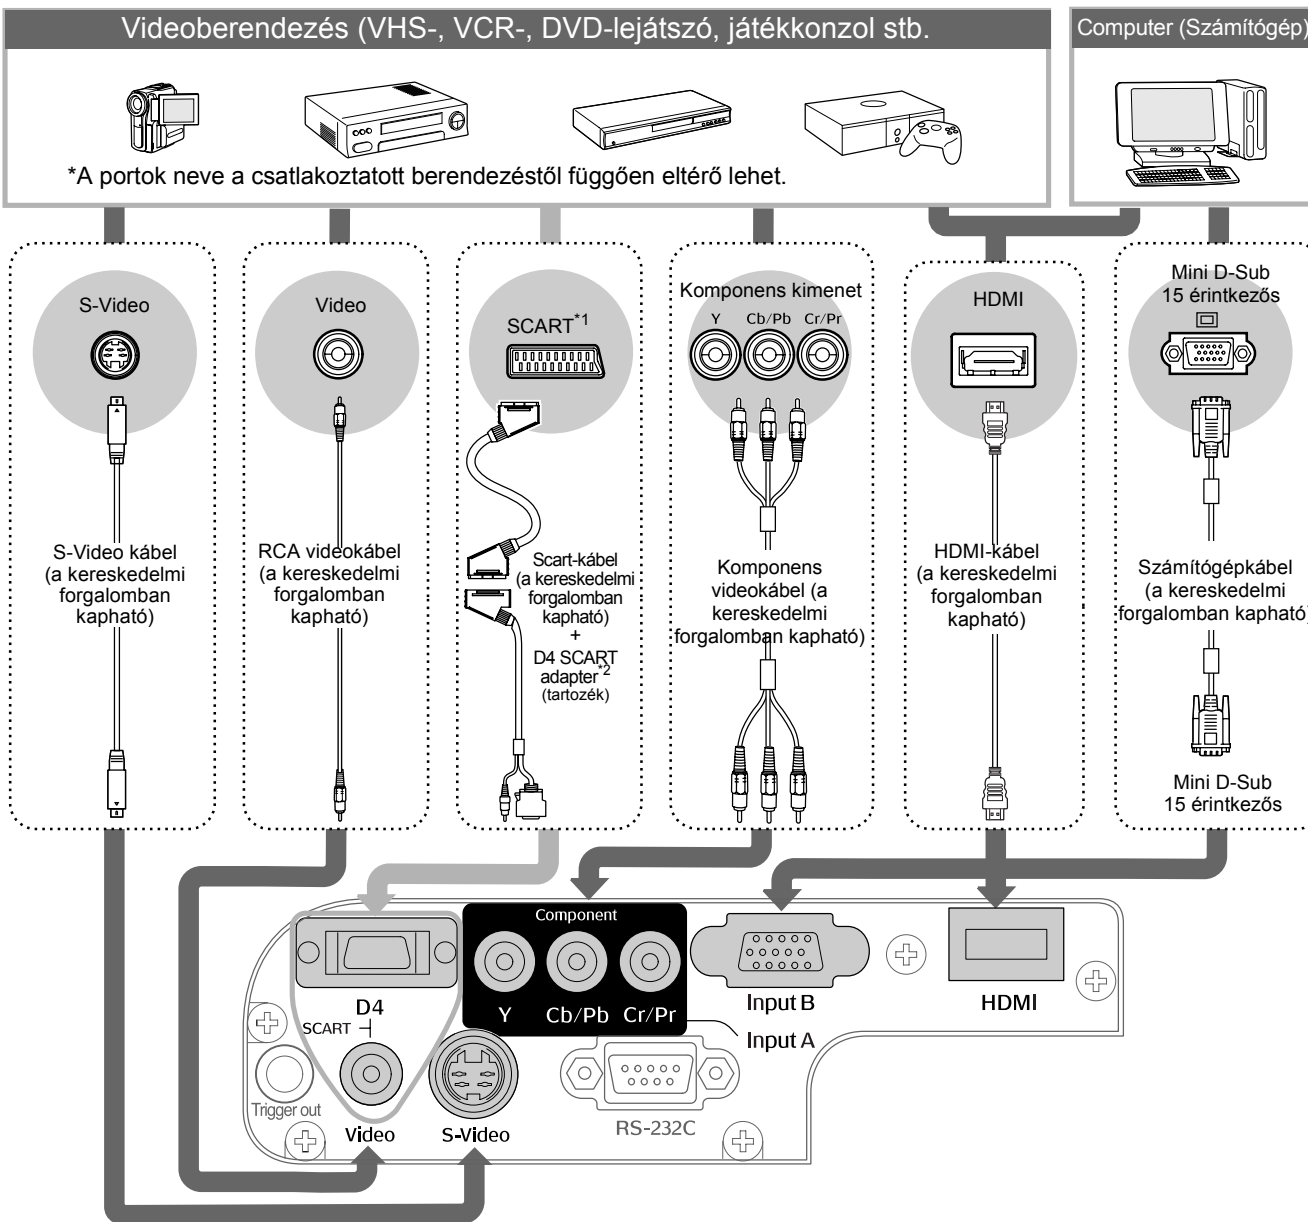 Videoberendezés (VHS-, VCR-, DVD-lejátszó, játékkonzol stb.
Computer (Számítógép)
*A portok neve a csatlakoztatott berendezéstől függően eltérő lehet.
S-Video
Video
SCART*1
Komponens kimenet
Y Cb/Pb Cr/Pr
HDMI
Mini D-Sub
15 érintkezős
S-Video kábel
(a kereskedelmi
forgalomban
kapható)
RCA videokábel
(a kereskedelmi
forgalomban
kapható)
Scart-kábel
(a kereskedelmi
forgalomban
kapható)
+
D4 SCART
adapter*2
(tartozék)
Komponens
videokábel (a
kereskedelmi
forgalomban kapható)
HDMI-kábel
(a kereskedelmi
forgalomban
kapható)
Számítógépkábel
(a kereskedelmi
forgalomban kapható)
Mini D-Sub
15 érintkezős
Component
Y Cb/Pb Cr/Pr
Input B
HDMI
D4
SCART
Input A
Trigger out
Video
S-Video
RS-232C